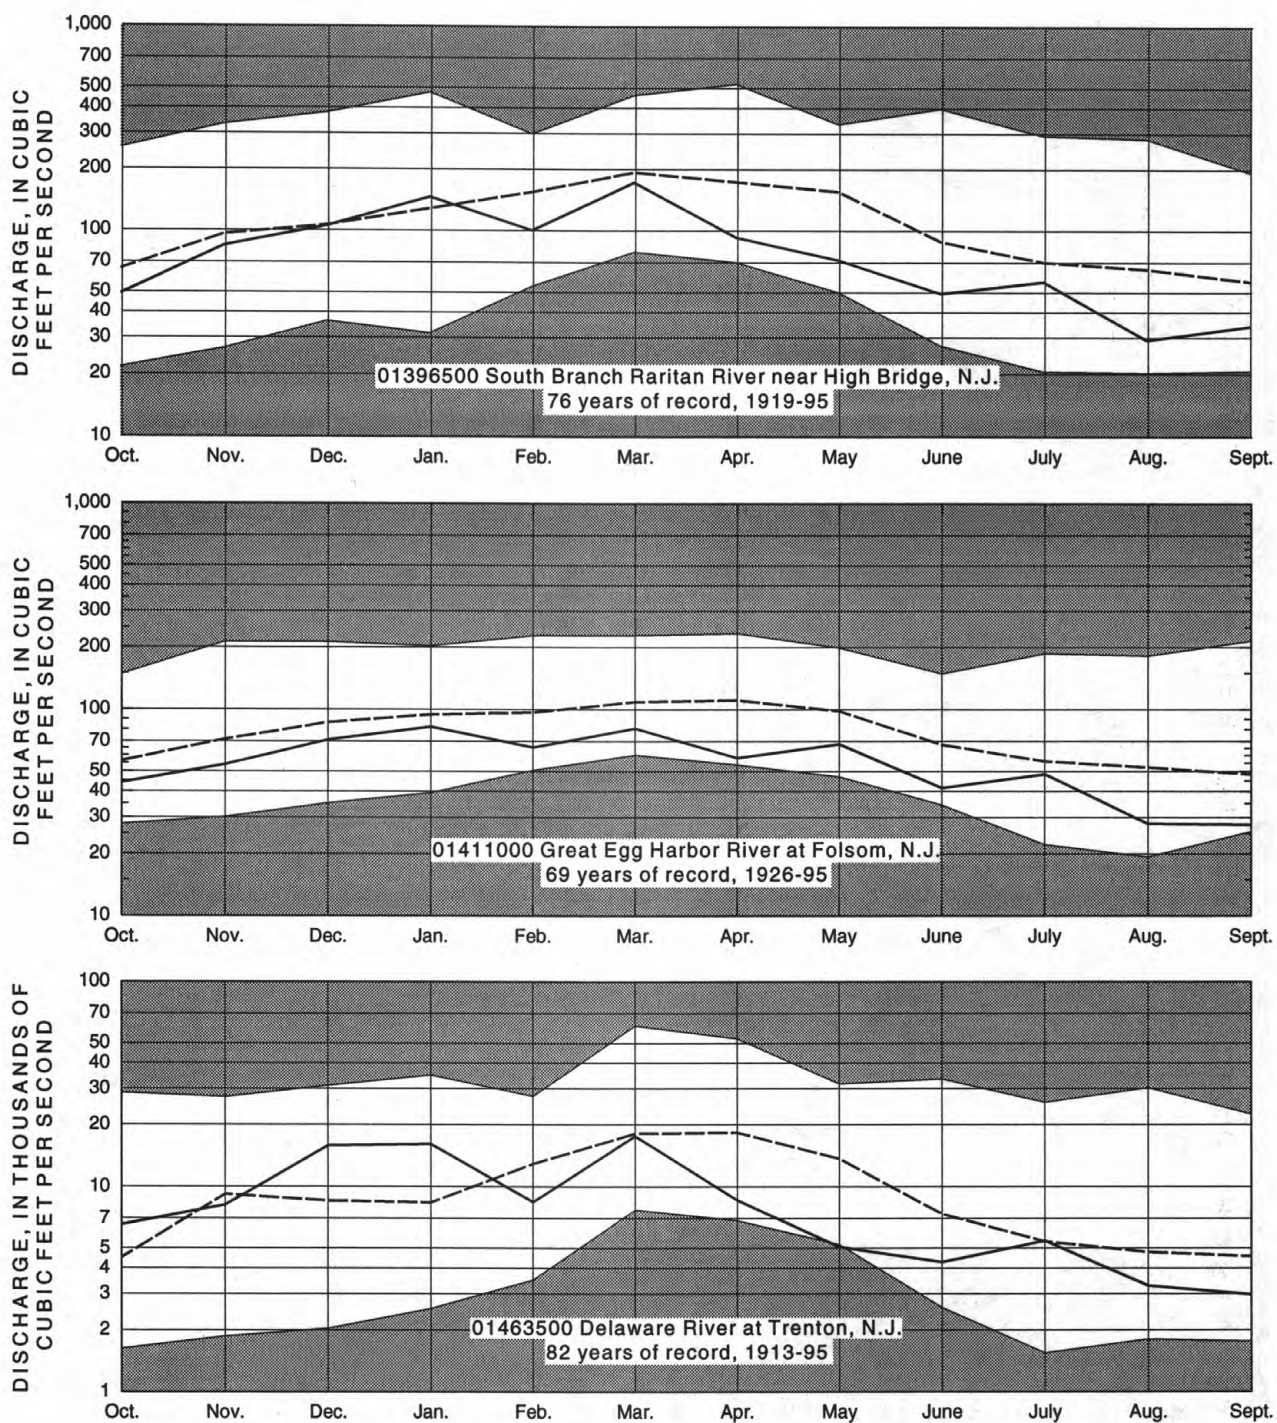 DISCHARGE, IN CUBIC
FEET PER SECOND
1,000
700
500
400
300
200
100
70
50
40
30
20
10
01396500 South Branch Raritan River near High Bridge, N.J.
76 years of record, 1919-95
Oct. Nov. Dec. Jan. Feb. Mar. Apr. May June July Aug. Sept.
DISCHARGE, IN CUBIC
FEET PER SECOND
1,000
700
500
400
300
200
100
70
50
40
30
20
10
01411000 Great Egg Harbor River at Folsom, N.J.
69 years of record, 1926-95
Oct. Nov. Dec. Jan. Feb. Mar. Apr. May June July Aug. Sept.
DISCHARGE, IN THOUSANDS OF
CUBIC FEET PER SECOND
100
70
50
40
30
20
10
7
5
4
3
2
1
01463500 Delaware River at Trenton, N.J.
82 years of record, 1913-95
Oct. Nov. Dec. Jan. Feb. Mar. Apr. May June July Aug. Sept.